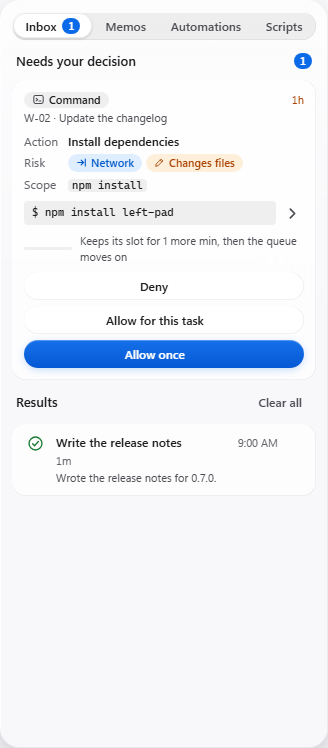 Inbox 1 Memos Automations Scripts
Needs your decision 1
Command 1h
W-02 · Update the changelog
Action Install dependencies
Risk Network Changes files
Scope npm install
$ npm install left-pad
Keeps its slot for 1 more min, then the queue
moves on
Deny
Allow for this task
Allow once
Results Clear all
Write the release notes 9:00 AM
1m
Wrote the release notes for 0.7.0.